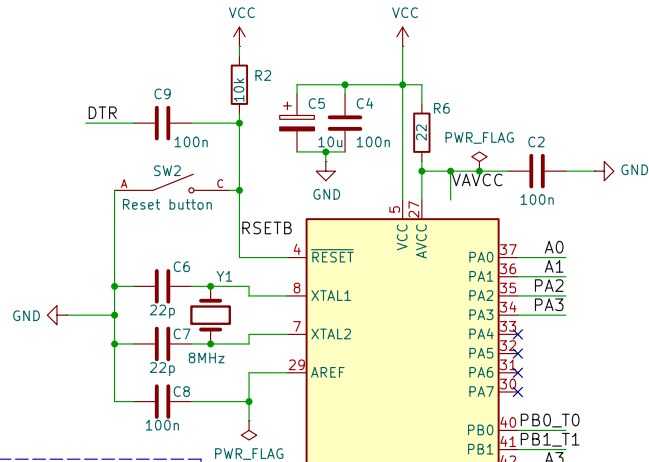 VCC
VCC
R2
10k
C9
DTR
100n
C5
C4
10u
100n
R6
22
PWR_FLAG
C2
GND
100n
VAVCC
GND
SW2
A
C
Reset button
RSETB
5
27
VCC
AVCC
4
RESET
37
PA0
A0
36
PA1
A1
35
PA2
PA2
34
PA3
PA3
33
PA4
32
PA5
31
PA6
30
PA7
C6
Y1
8
XTAL1
22p
GND
C7
7
XTAL2
22p
8MHz
29
AREF
C8
100n
PWR_FLAG
40
PB0
PB0_T0
41
PB1
PB1_T1
42
A3